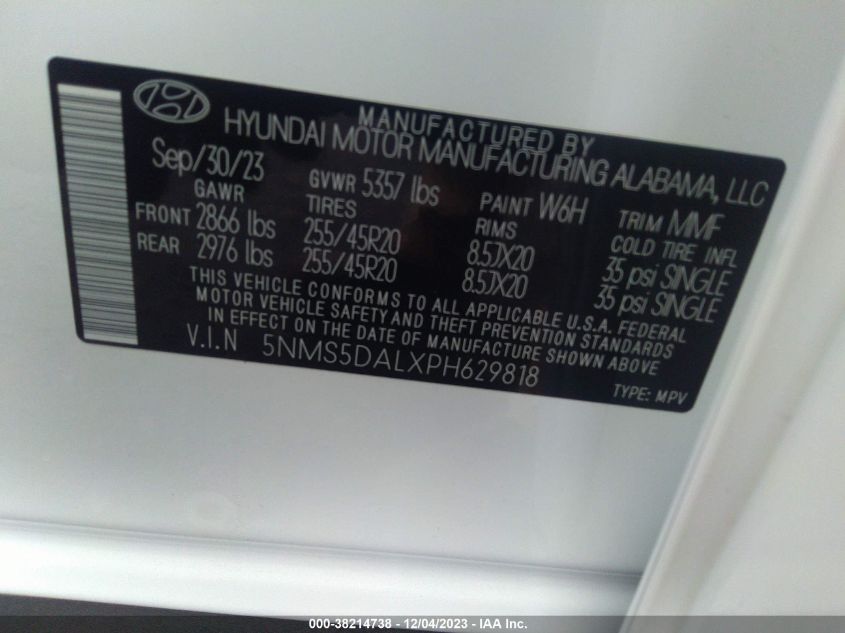 MANUFACTURED BY
HYUNDAI MOTOR MANUFACTURING ALABAMA, LLC
Sep/30/23 GVWR 5357 lbs PAINT W6H TRIM MMF
GAWR TIRES RIMS COLD TIRE INFL
FRONT 2866 lbs 255/45R20 8.5JX20 35 psi SINGLE
REAR 2976 lbs 255/45R20 8.5JX20 35 psi SINGLE
THIS VEHICLE CONFORMS TO ALL APPLICABLE U.S.A. FEDERAL
MOTOR VEHICLE SAFETY AND THEFT PREVENTION STANDARDS
IN EFFECT ON THE DATE OF MANUFACTURE SHOWN ABOVE
V.I.N 5NMS5DALXPH629818
TYPE: MPV
000-38214738 - 12/04/2023 - IAA Inc.